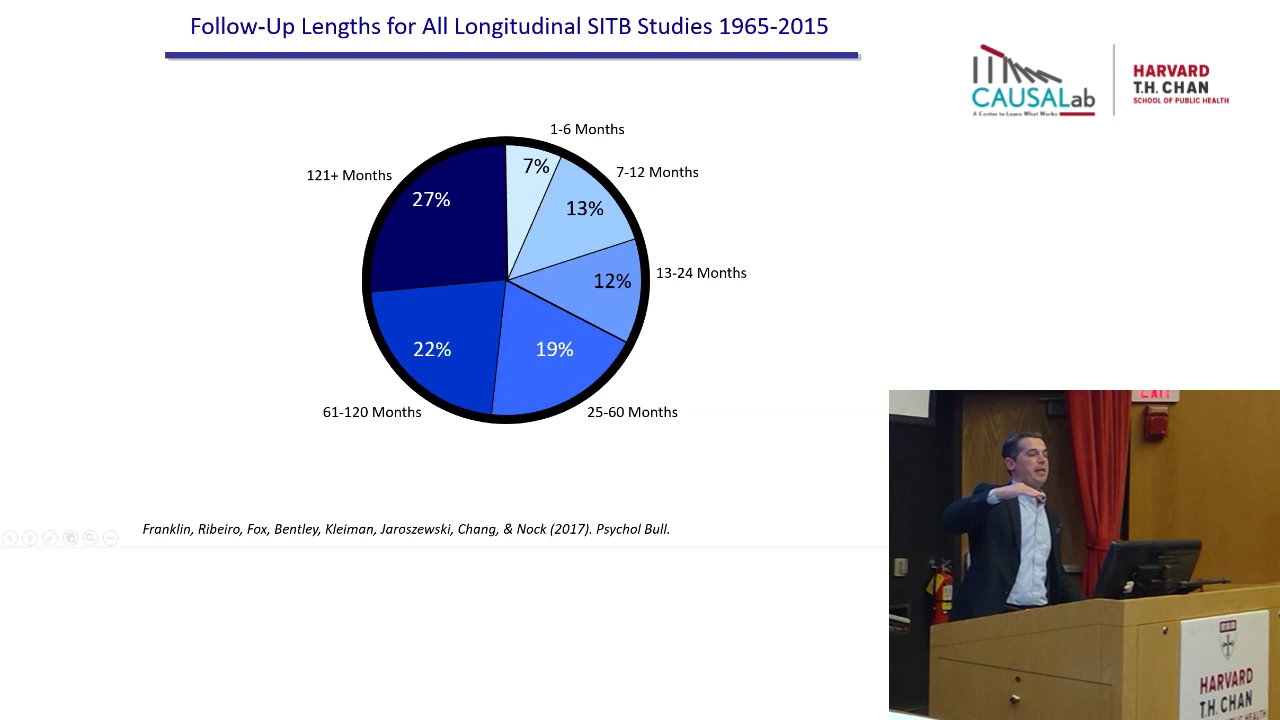 Follow-Up Lengths for All Longitudinal SITB Studies 1965-2015
CAUSALab
A Center to Learn What Works
HARVARD
T.H. CHAN
SCHOOL OF PUBLIC HEALTH
1-6 Months
7%
7-12 Months
121+ Months
27%
13%
13-24 Months
12%
22%
19%
61-120 Months
25-60 Months
Franklin, Ribeiro, Fox, Bentley, Kleiman, Jaroszewski, Chang, & Nock (2017). Psychol Bull.
EXIT
HARVARD
T.H. CHAN